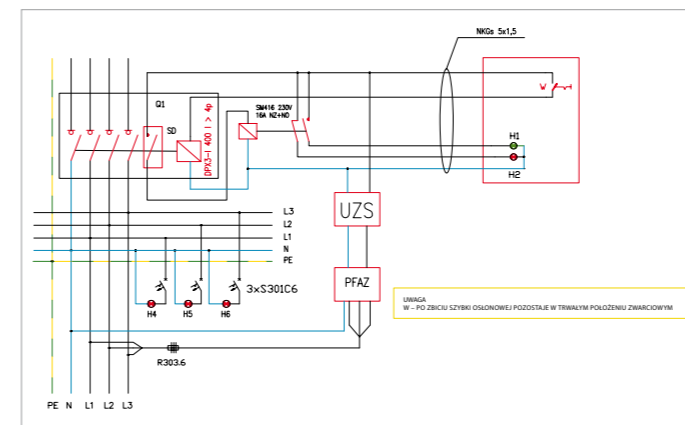 NKGs 5x1,5
Q1
SD
DPX3-I 400 I > 4p
SM416 230V
16A NZ+NO
W
H1
H2
L3
L2
L1
N
PE
UZS
3xS301C6
H4 H5 H6
PFAZ
R303.6
UWAGA
W – PO ZBICIU SZYBKI OSŁONOWEJ POZOSTAJE W TRWAŁYM POŁOŻENIU ZWARCIOWYM
PE N L1 L2 L3